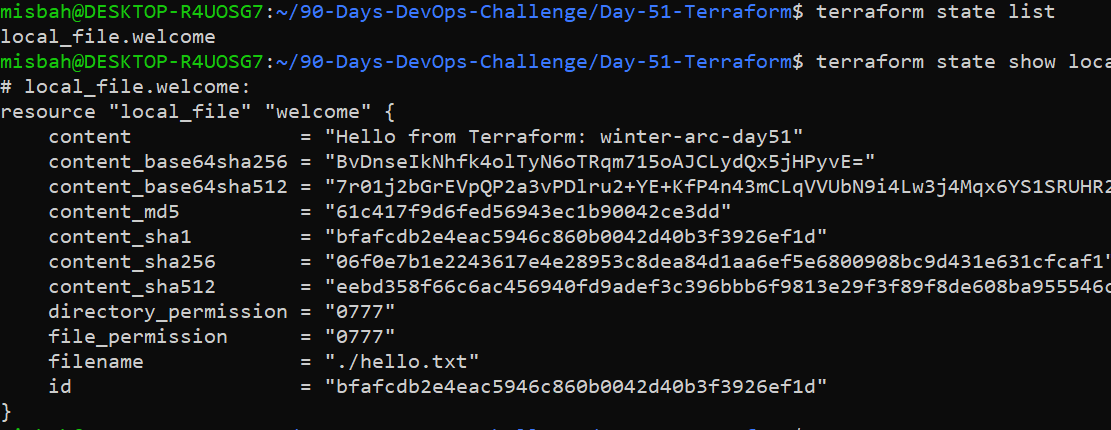 misbah@DESKTOP-R4UOSG7:~/90-Days-DevOps-Challenge/Day-51-Terraform$ terraform state list
local_file.welcome
misbah@DESKTOP-R4UOSG7:~/90-Days-DevOps-Challenge/Day-51-Terraform$ terraform state show loca
# local_file.welcome:
resource "local_file" "welcome" {
    content              = "Hello from Terraform: winter-arc-day51"
    content_base64sha256 = "BvDnseIkNhfk4olTyN6oTRqm715oAJCLydQx5jHPyvE="
    content_base64sha512 = "7r01j2bGrEVpQP2a3vPDlru2+YE+KfP4n43mCLqVVUbN9i4Lw3j4Mqx6YS1SRUHR2
    content_md5          = "61c417f9d6fed56943ec1b90042ce3dd"
    content_sha1         = "bfafcdb2e4eac5946c860b0042d40b3f3926ef1d"
    content_sha256       = "06f0e7b1e2243617e4e28953c8dea84d1aa6ef5e6800908bc9d431e631cfcaf1"
    content_sha512       = "eebd358f66c6ac456940fd9adef3c396bbb6f9813e29f3f89f8de608ba955546c
    directory_permission = "0777"
    file_permission      = "0777"
    filename             = "./hello.txt"
    id                   = "bfafcdb2e4eac5946c860b0042d40b3f3926ef1d"
}